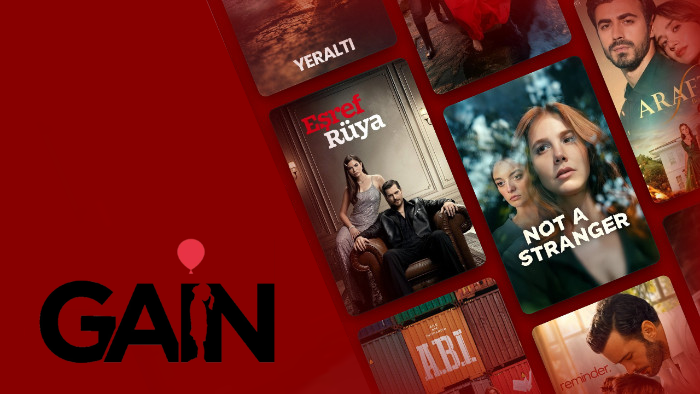 YERALTI
Eşref
Rüya
NOT A
STRANGER
ARAF
A.B.İ.
reminder
GAIN